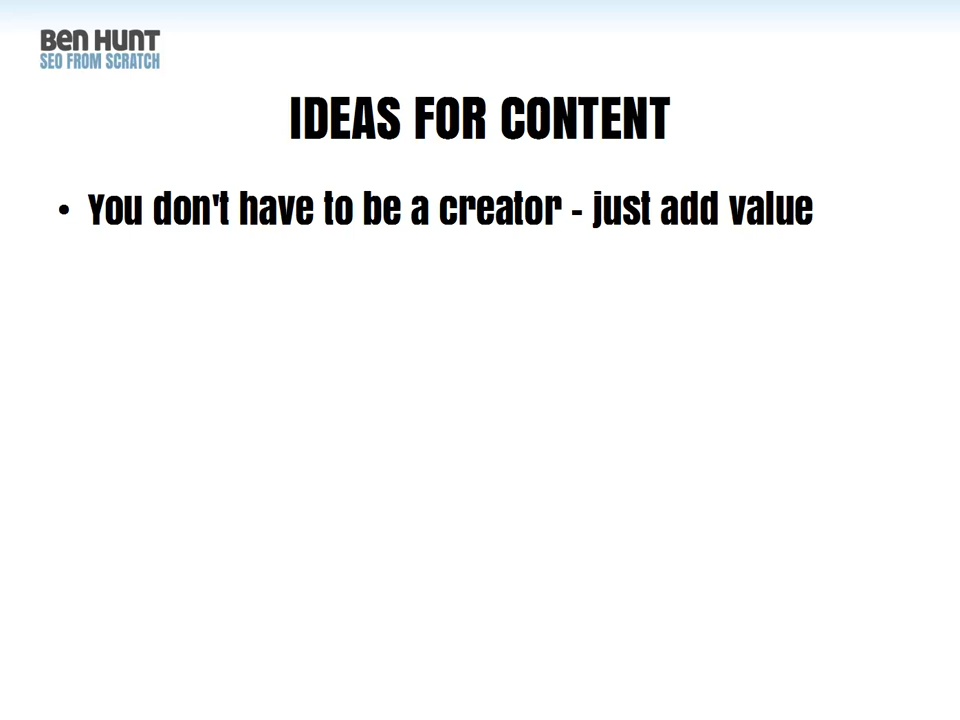 Ben Hunt
SEO FROM SCRATCH
IDEAS FOR CONTENT
• You don't have to be a creator - just add value